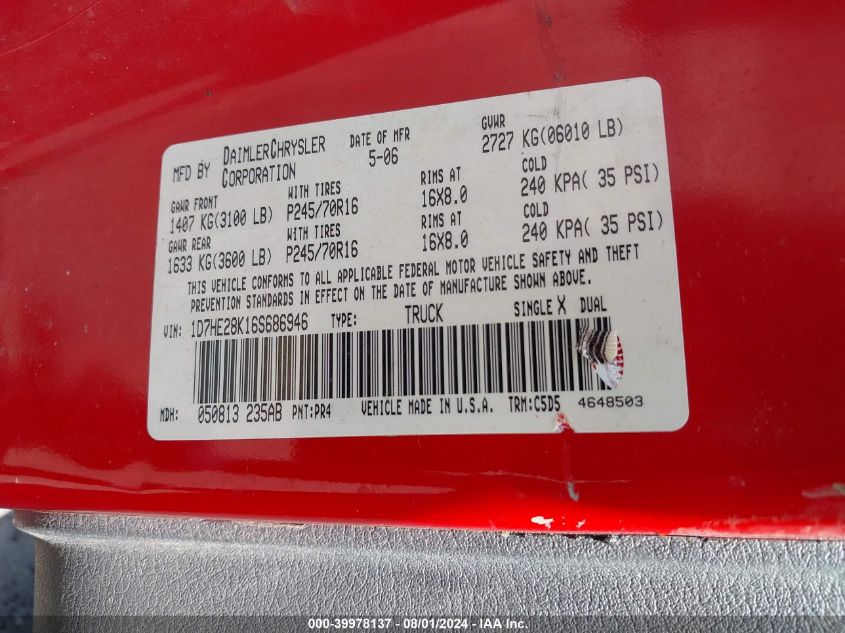 MFD BY DAIMLERCHRYSLER CORPORATION DATE OF MFR 5-06 GVWR 2727 KG(06010 LB)
GAWR FRONT WITH TIRES RIMS AT COLD
1407 KG(3100 LB) P245/70R16 16X8.0 240 KPA( 35 PSI)
GAWR REAR WITH TIRES RIMS AT COLD
1633 KG(3600 LB) P245/70R16 16X8.0 240 KPA( 35 PSI)
THIS VEHICLE CONFORMS TO ALL APPLICABLE FEDERAL MOTOR VEHICLE SAFETY AND THEFT
PREVENTION STANDARDS IN EFFECT ON THE DATE OF MANUFACTURE SHOWN ABOVE.
VIN: 1D7HE28K16S686946 TYPE: TRUCK SINGLE X DUAL
MDH: 050813 235AB PNT:PR4 VEHICLE MADE IN U.S.A. TRM:C5D5 4648503
000-39978137 - 08/01/2024 - IAA Inc.